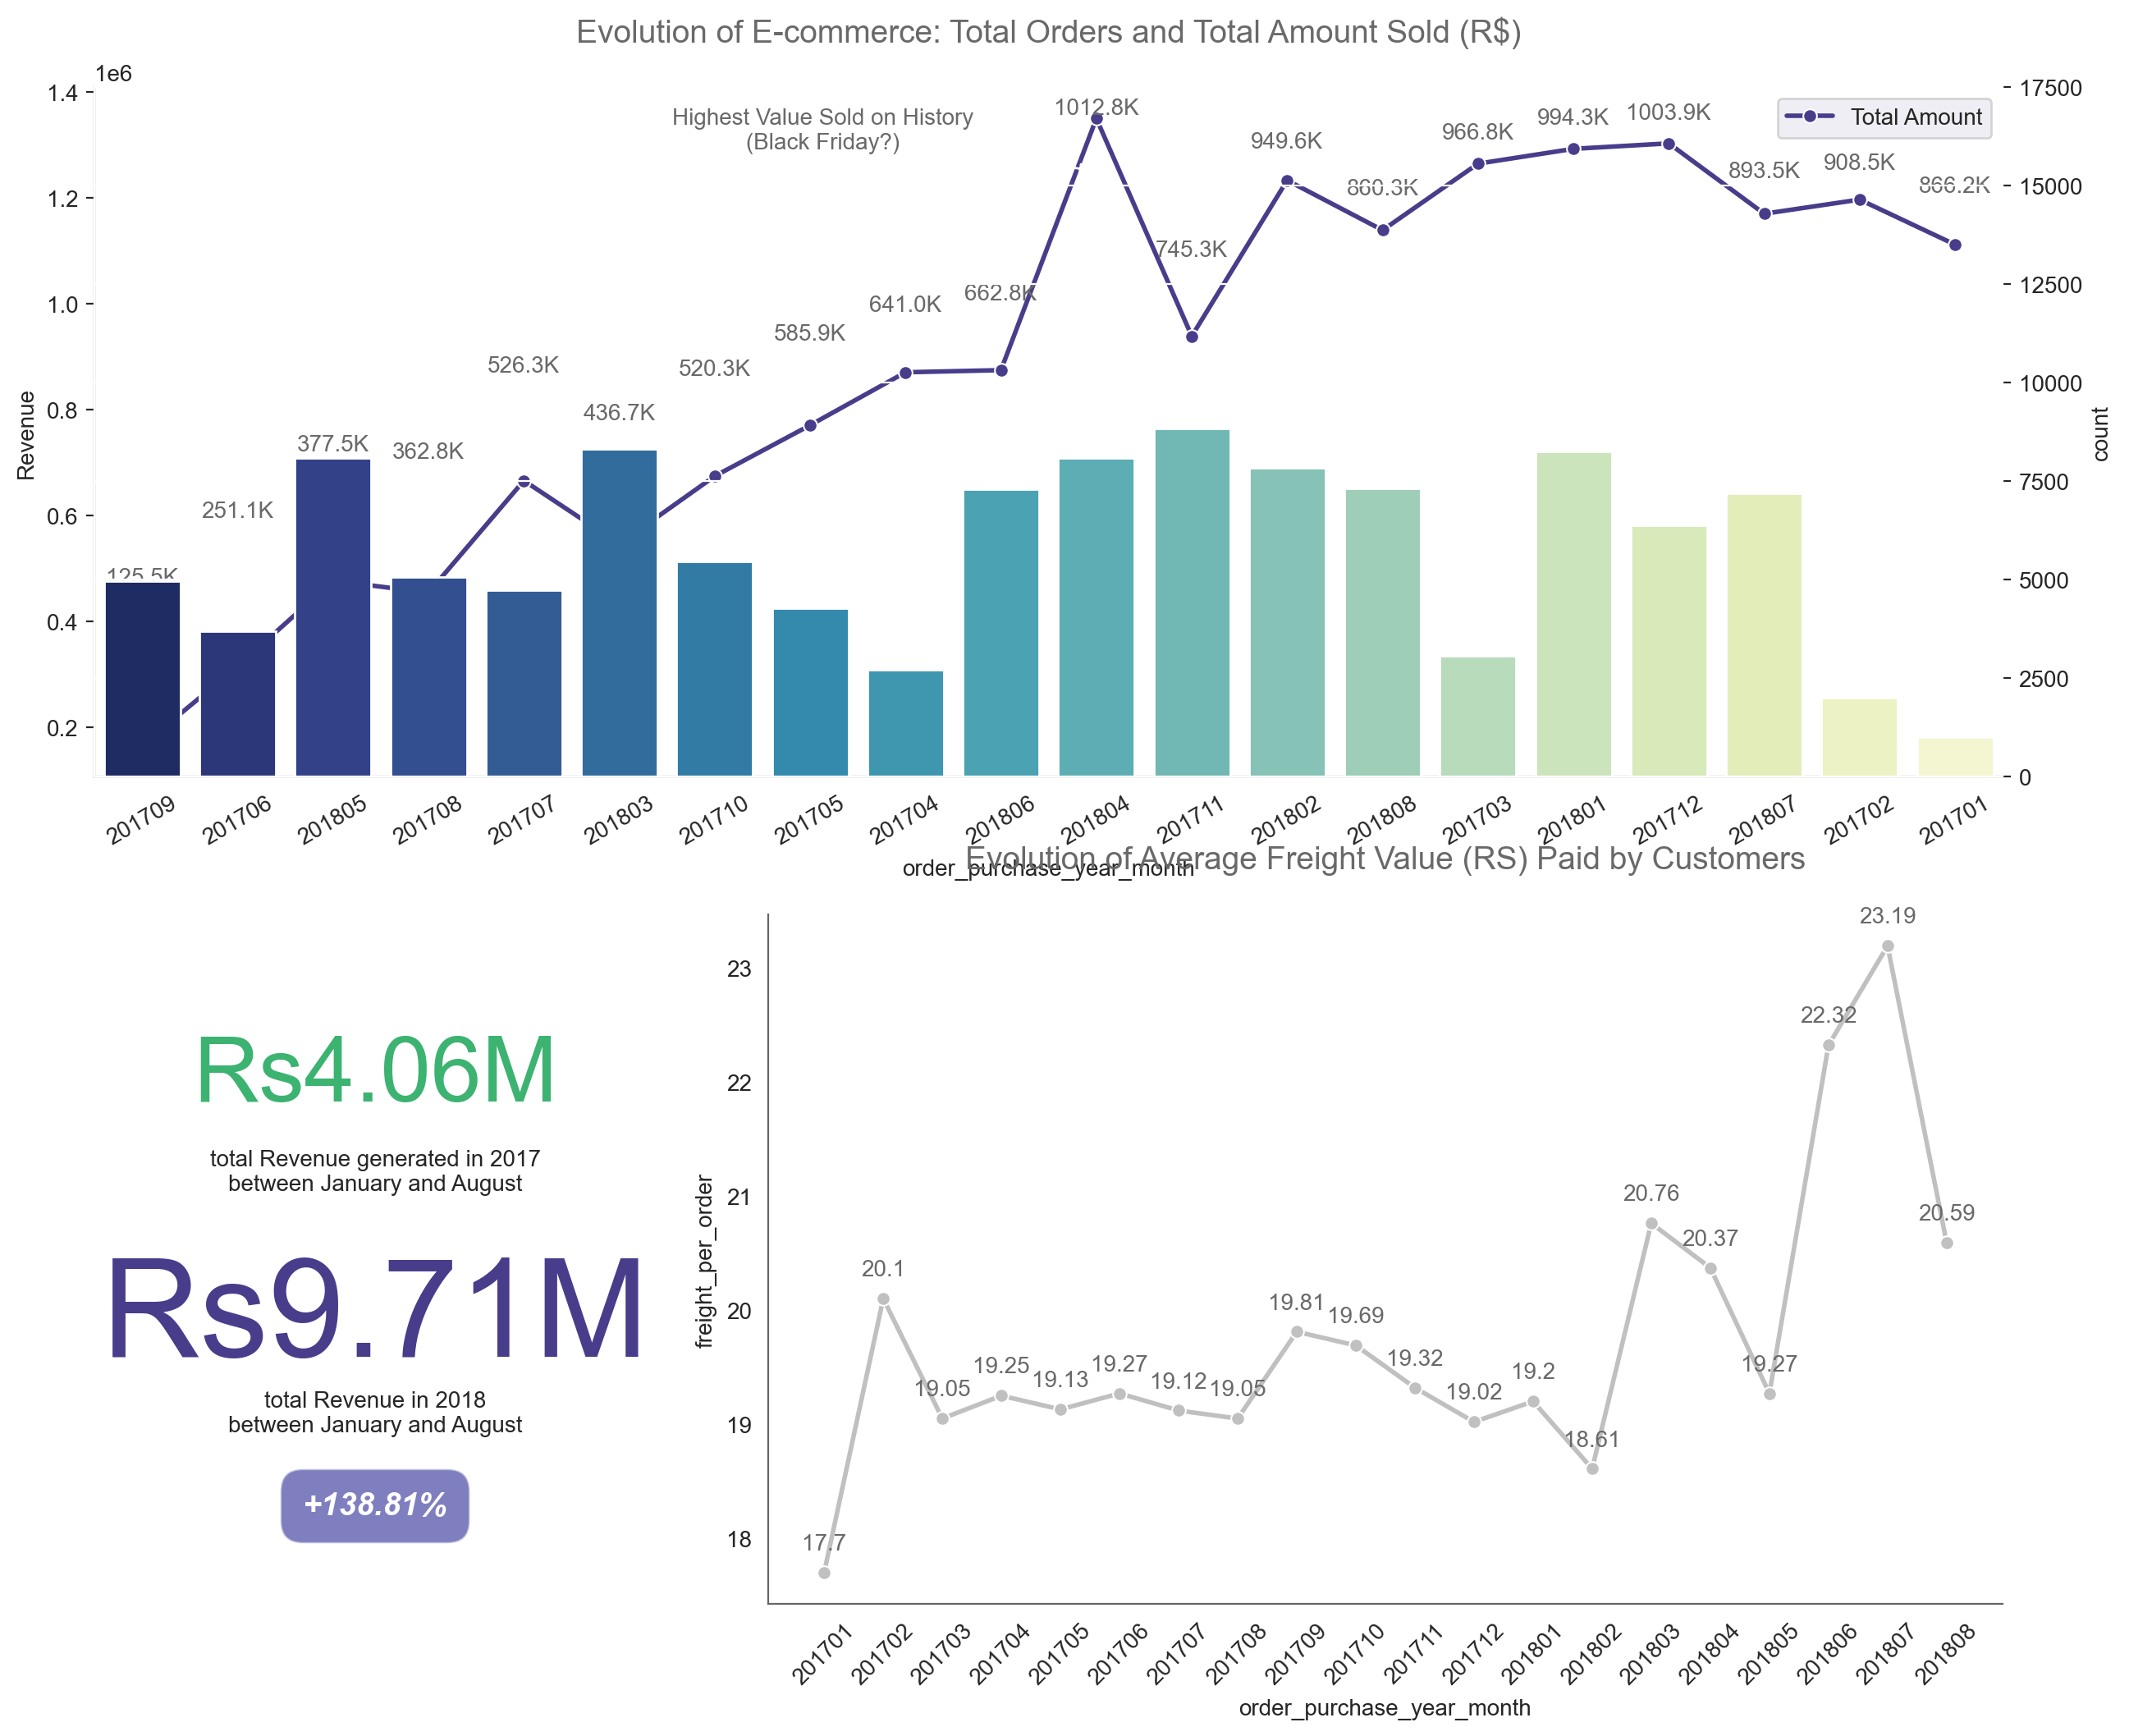 Evolution of E-commerce: Total Orders and Total Amount Sold (R$)
1e6
1.4
1.2
1.0
0.8
0.6
0.4
0.2
Revenue
17500
15000
12500
10000
7500
5000
2500
0
count
Total Amount
Highest Value Sold on History
(Black Friday?)
125.5K
251.1K
377.5K
362.8K
526.3K
436.7K
520.3K
585.9K
641.0K
662.8K
1012.8K
745.3K
949.6K
860.3K
966.8K
994.3K
1003.9K
893.5K
908.5K
866.2K
201709
201706
201805
201708
201707
201803
201710
201705
201704
201806
201804
201711
201802
201808
201703
201801
201712
201807
201702
201701
order_purchase_year_month
Rs4.06M
total Revenue generated in 2017
between January and August
Rs9.71M
total Revenue in 2018
between January and August
+138.81%
Evolution of Average Freight Value (RS) Paid by Customers
23
22
21
20
19
18
freight_per_order
17.7
20.1
19.05
19.25
19.13
19.27
19.12
19.05
19.81
19.69
19.32
19.02
19.2
18.61
20.76
20.37
19.27
22.32
23.19
20.59
201701
201702
201703
201704
201705
201706
201707
201708
201709
201710
201711
201712
201801
201802
201803
201804
201805
201806
201807
201808
order_purchase_year_month